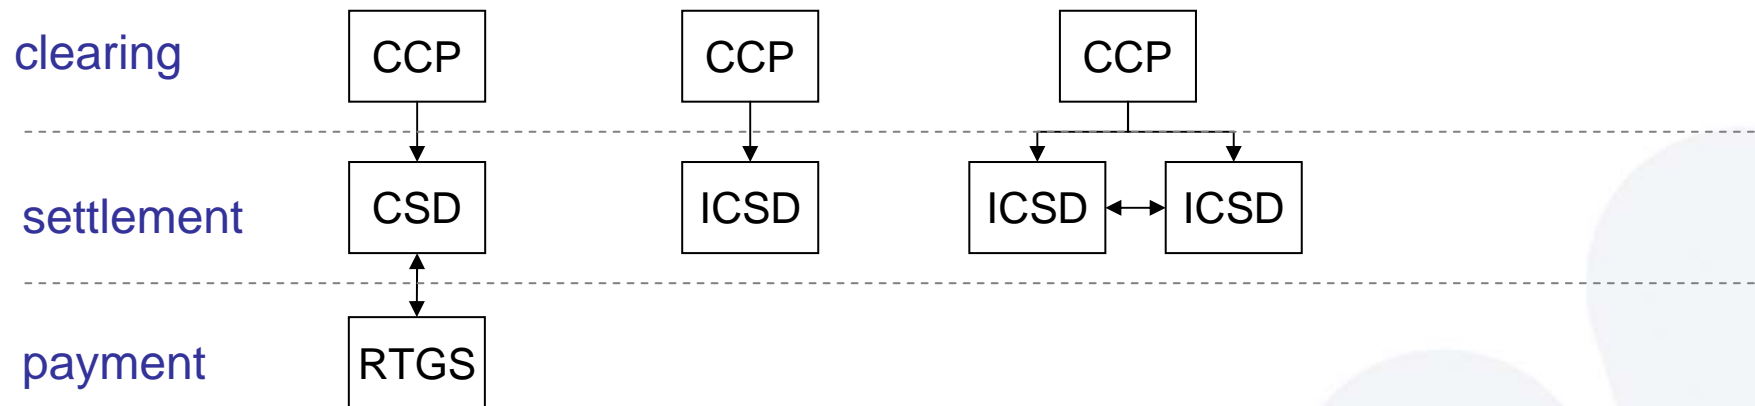 clearing CCP CCP CCP
settlement CSD ICSD ICSD ICSD
payment RTGS